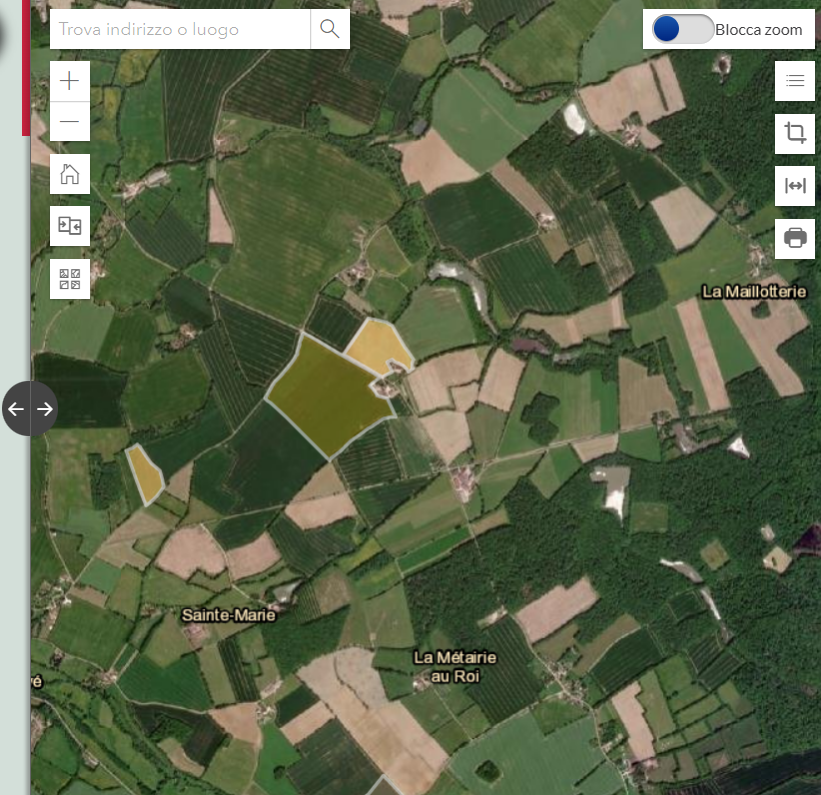 Trova indirizzo o luogo
Blocca zoom
La Maillotterie
Sainte-Marie
La Métairie
au Roi